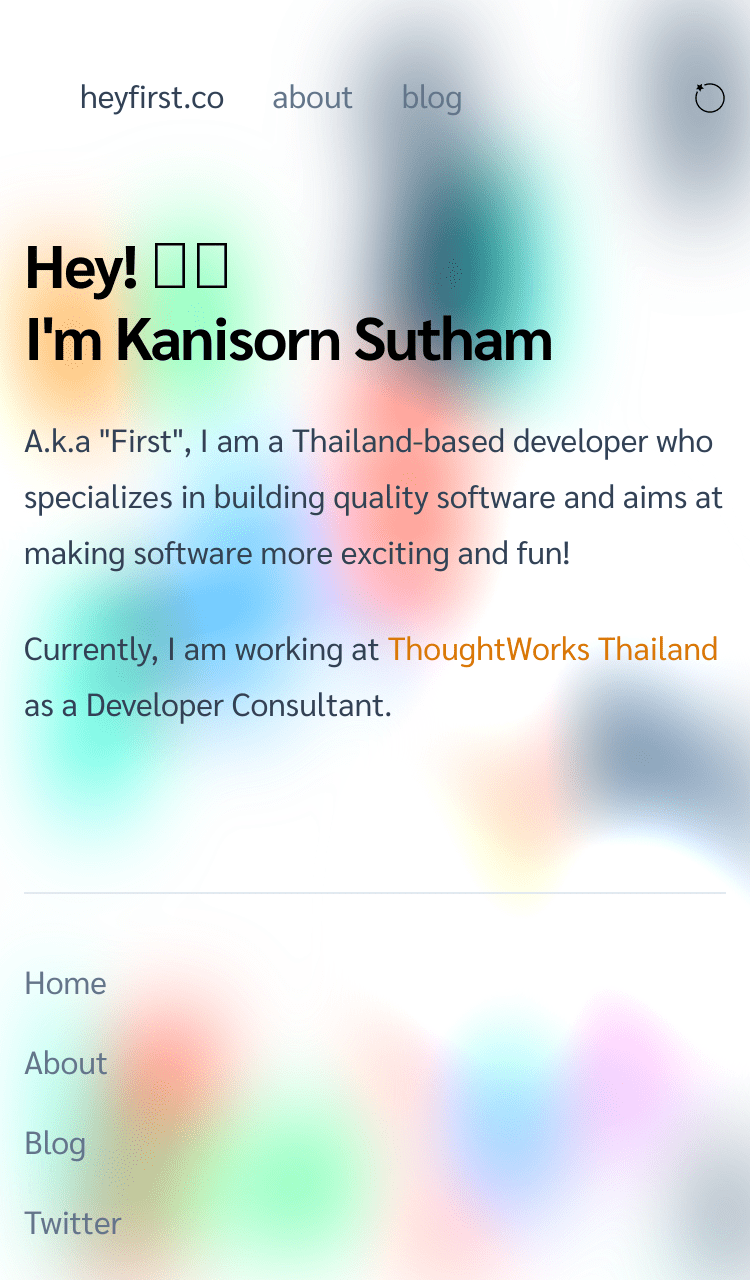 heyfirst.co about blog
Hey!
I'm Kanisorn Sutham
A.k.a "First", I am a Thailand-based developer who
specializes in building quality software and aims at
making software more exciting and fun!
Currently, I am working at ThoughtWorks Thailand
as a Developer Consultant.
Home
About
Blog
Twitter